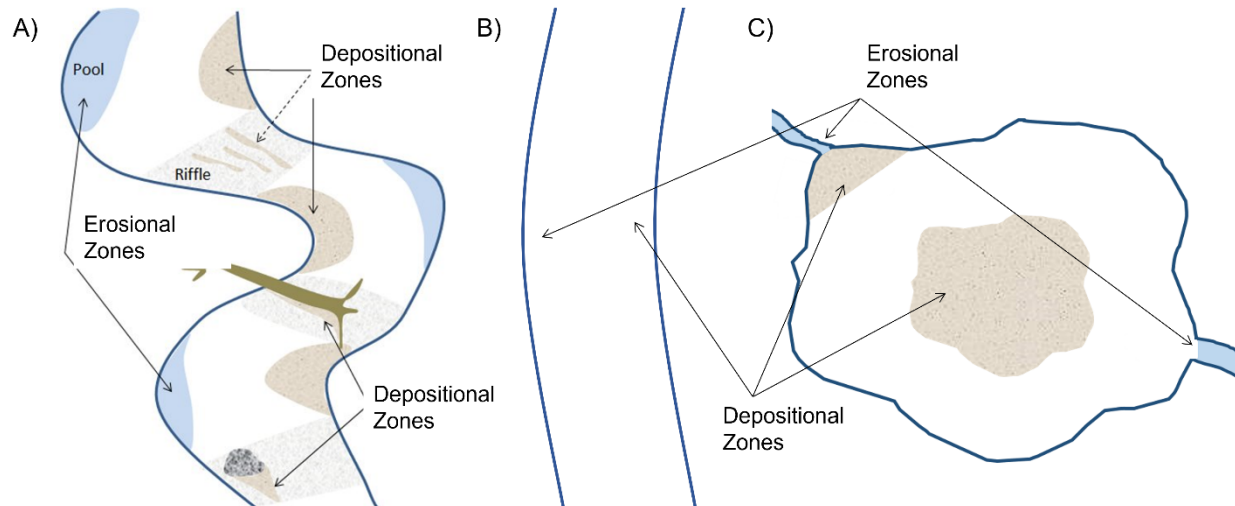 A)
Pool
Depositional
Zones
Riffle
Erosional
Zones
Depositional
Zones
B)
C)
Erosional
Zones
Depositional
Zones